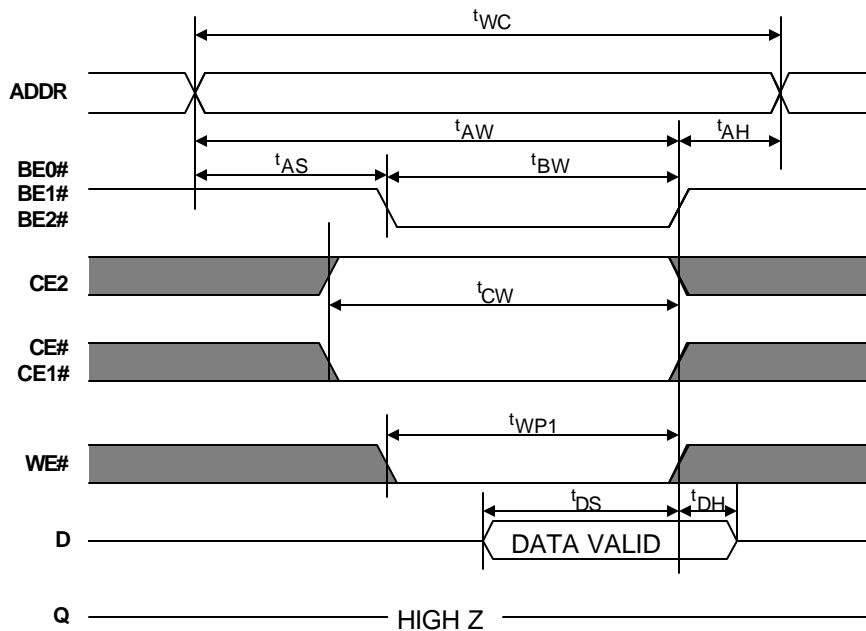 tWC
ADDR
tAW
tAH
tAS
tBW
BE0#
BE1#
BE2#
CE2
tCW
CE#
CE1#
tWP1
WE#
tDS
tDH
D
DATA VALID
Q
HIGH Z